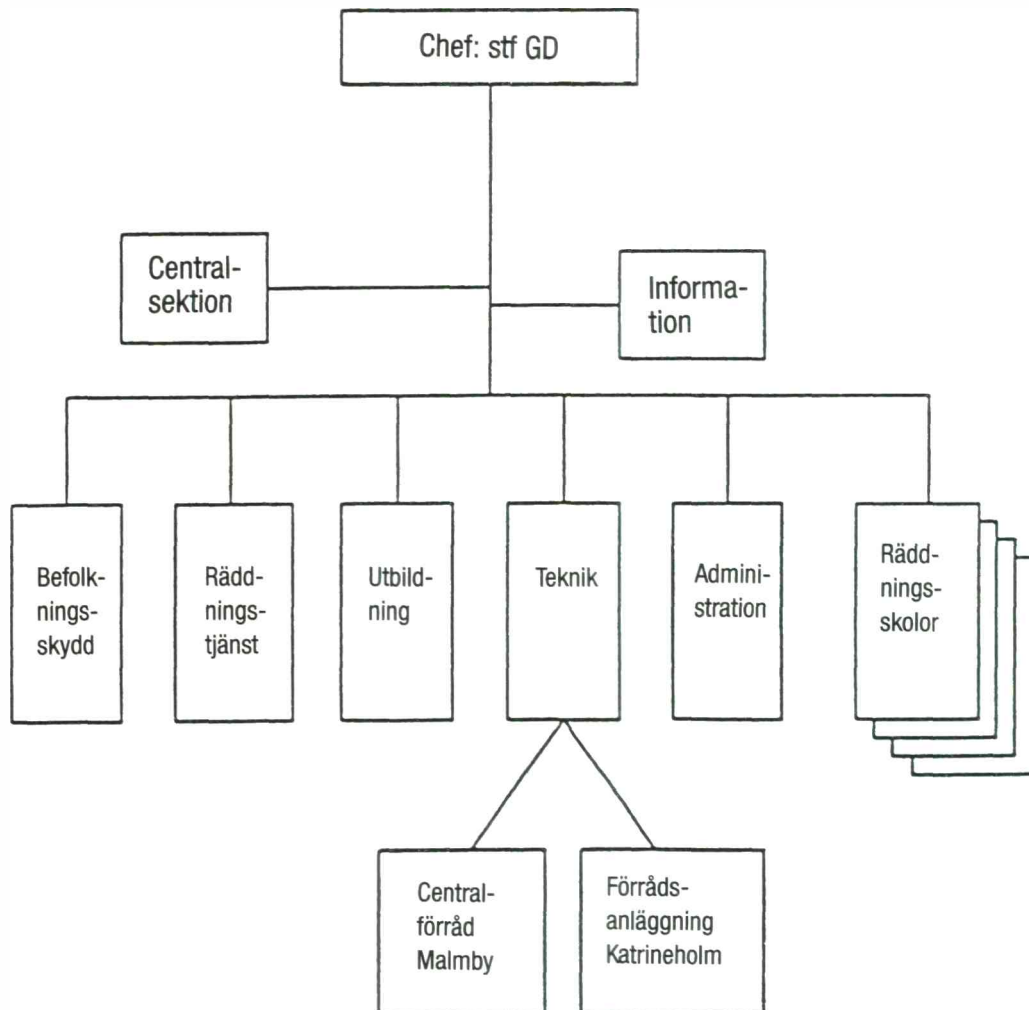 Chef: stf GD
Central-
sektion
Informa-
tion
Befolk-
nings-
skydd
Rädd-
nings-
tjänst
Utbild-
ning
Teknik
Admini-
stration
Rädd-
nings-
skolor
Central-
förråd
Malmby
Förråds-
anläggning
Katrineholm